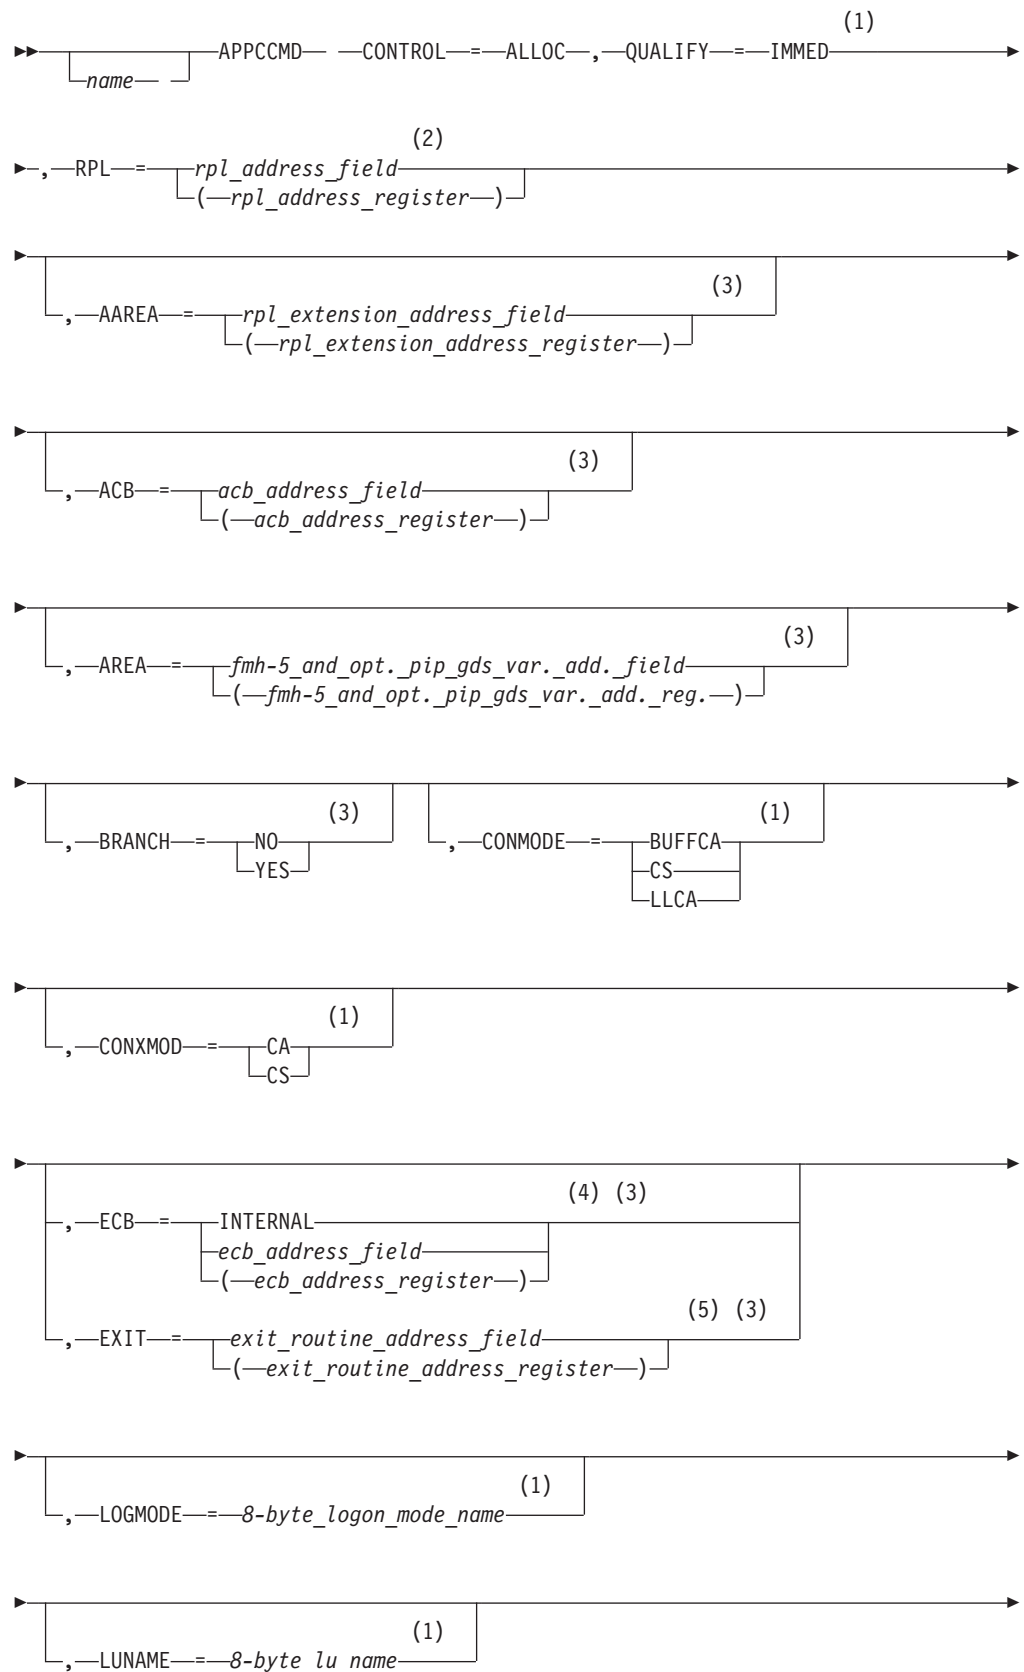 (1)
APPCCMD CONTROL = ALLOC , QUALIFY = IMMED
name
(2)
, RPL = rpl_address_field
( rpl_address_register )
(3)
, AAREA = rpl_extension_address_field
( rpl_extension_address_register )
(3)
, ACB = acb_address_field
( acb_address_register )
(3)
, AREA = fmh-5_and_opt._pip_gds_var._add._field
( fmh-5_and_opt._pip_gds_var._add._reg. )
(3) (1)
, BRANCH = NO , CONMODE = BUFFCA
YES CS
LLCA
(1)
, CONXMOD = CA
CS
(4) (3)
, ECB = INTERNAL
ecb_address_field
( ecb_address_register )
(5) (3)
, EXIT = exit_routine_address_field
( exit_routine_address_register )
(1)
, LOGMODE = 8-byte_logon_mode_name
(1)
, LUNAME = 8-byte lu name